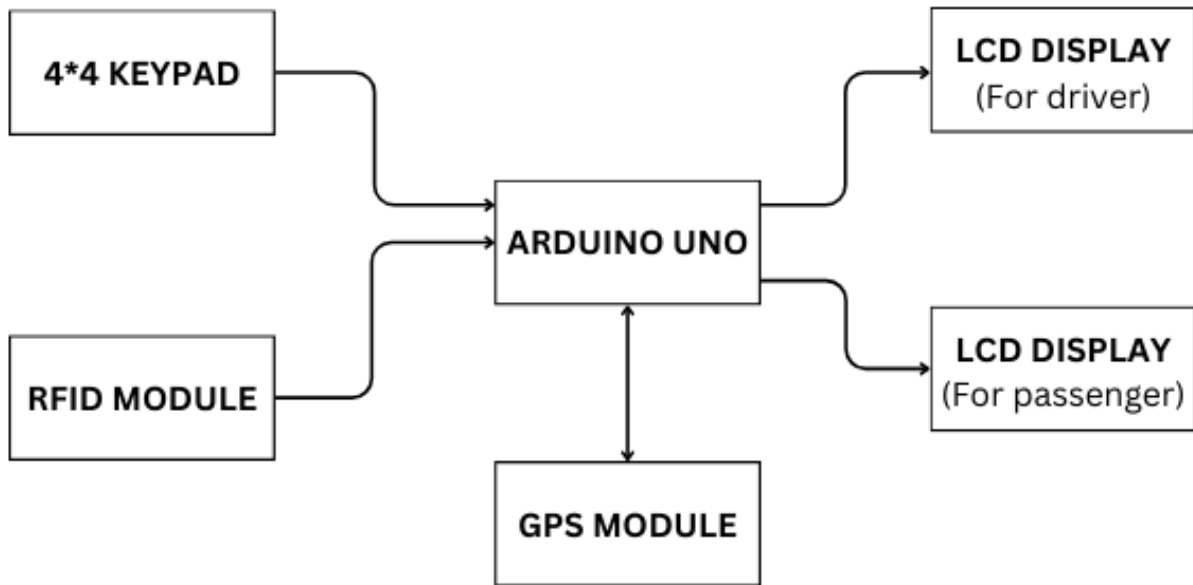 4*4 KEYPAD
LCD DISPLAY
(For driver)
ARDUINO UNO
RFID MODULE
LCD DISPLAY
(For passenger)
GPS MODULE